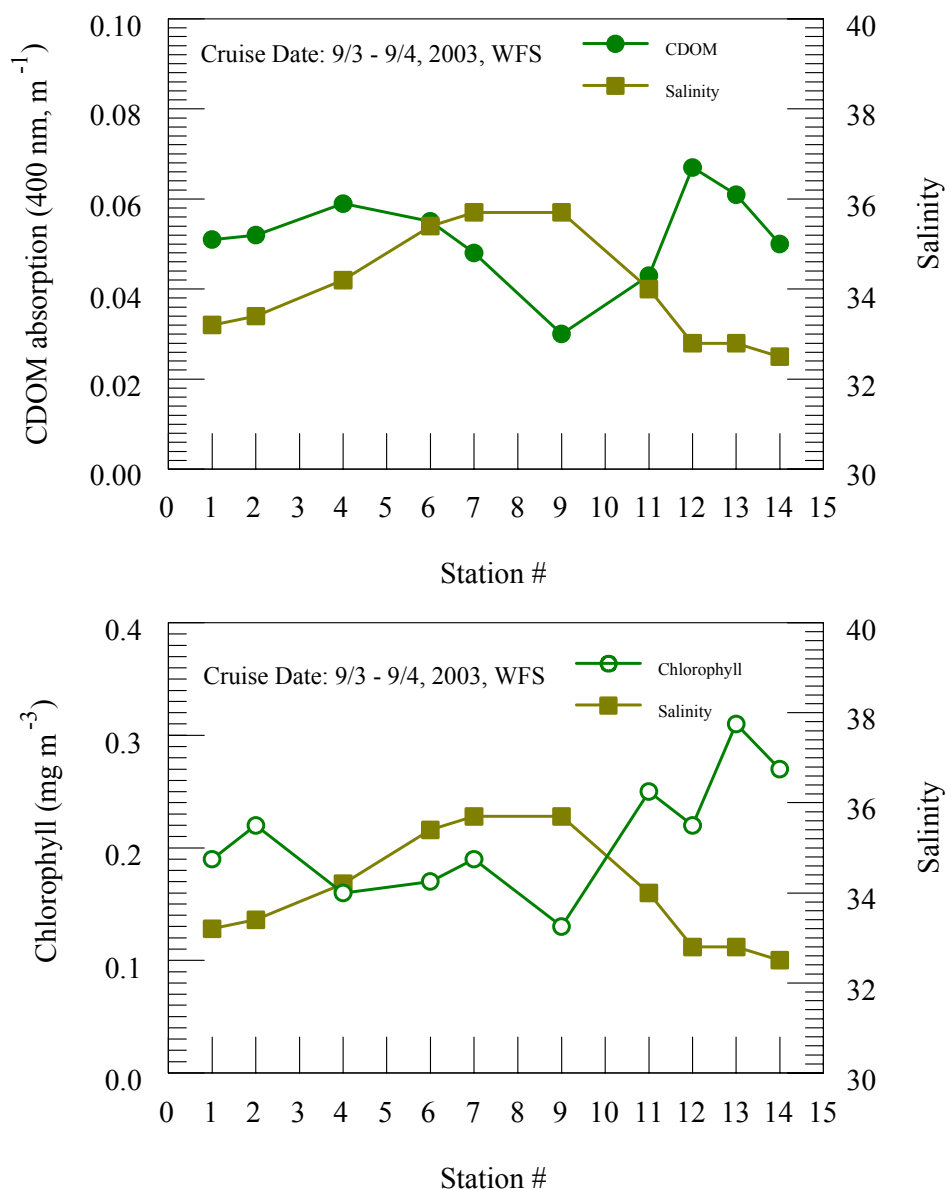 0.10
40
Cruise Date: 9/3 - 9/4, 2003, WFS
CDOM
Salinity
0.08
38
0.06
36
0.04
34
0.02
32
0.00
30
CDOM absorption (400 nm, m⁻¹)
Salinity
0 1 2 3 4 5 6 7 8 9 10 11 12 13 14 15
Station #
0.4
40
Cruise Date: 9/3 - 9/4, 2003, WFS
Chlorophyll
Salinity
38
0.3
36
0.2
34
0.1
32
0.0
30
Chlorophyll (mg m⁻³)
Salinity
0 1 2 3 4 5 6 7 8 9 10 11 12 13 14 15
Station #